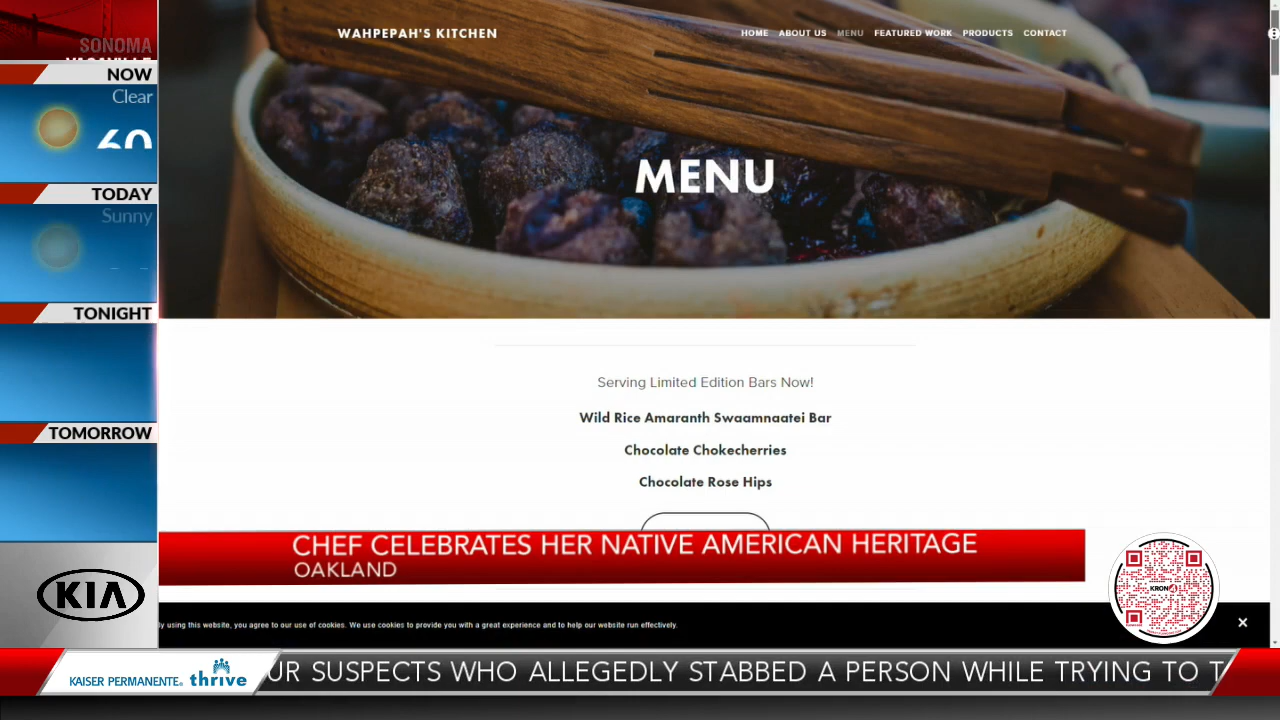 SONOMA
NOW
Clear
TODAY
Sunny
TONIGHT
TOMORROW
KIA
WAHPEPAH'S KITCHEN
HOME ABOUT US MENU FEATURED WORK PRODUCTS CONTACT
MENU
Serving Limited Edition Bars Now!
Wild Rice Amaranth Swaamnaatei Bar
Chocolate Chokecherries
Chocolate Rose Hips
CHEF CELEBRATES HER NATIVE AMERICAN HERITAGE
OAKLAND
KRON4
y using this website, you agree to our use of cookies. We use cookies to provide you with a great experience and to help our website run effectively.
KAISER PERMANENTE® thrive
UR SUSPECTS WHO ALLEGEDLY STABBED A PERSON WHILE TRYING TO T